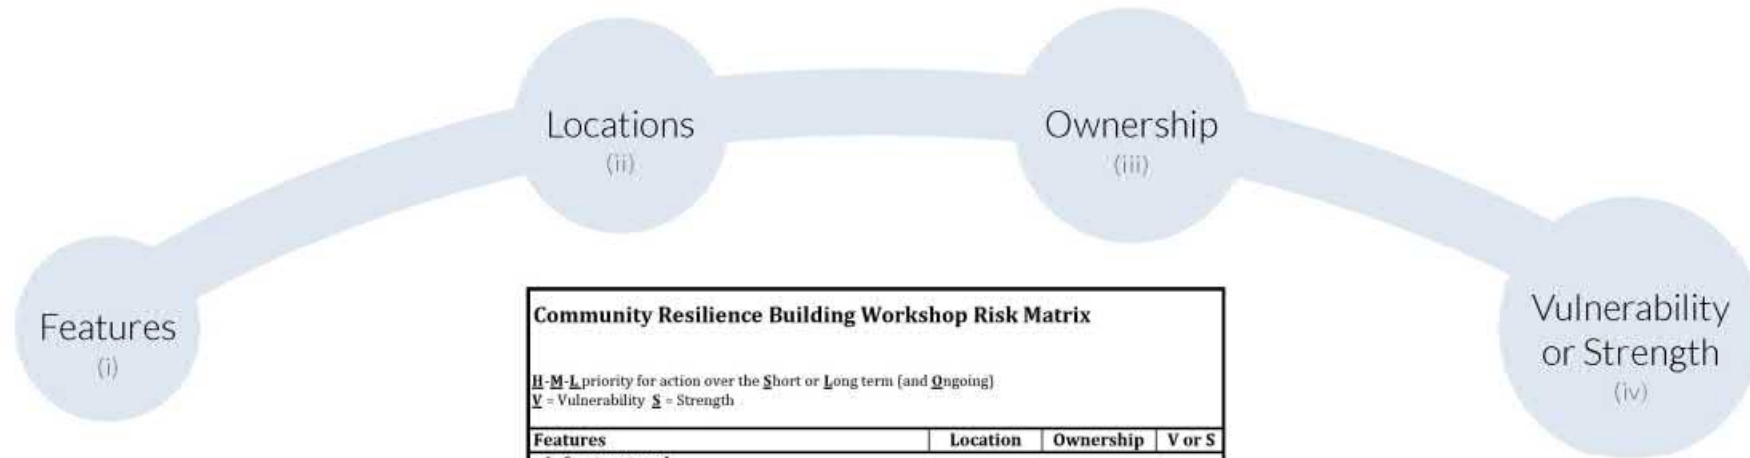 Features
(i)
Locations
(ii)
Ownership
(iii)
Vulnerability
or Strength
(iv)
Community Resilience Building Workshop Risk Matrix
H-M-L priority for action over the Short or Long term (and Ongoing)
V = Vulnerability S = Strength
Features Location Ownership V or S